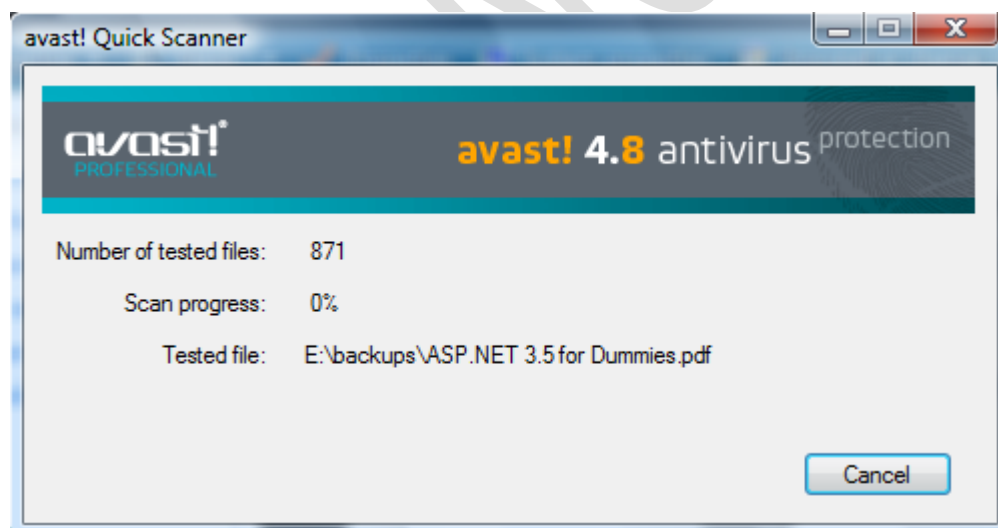 avast! Quick Scanner
avast!
PROFESSIONAL
avast! 4.8 antivirus protection
Number of tested files: 871
Scan progress: 0%
Tested file: E:\backups\ASP.NET 3.5 for Dummies.pdf
Cancel